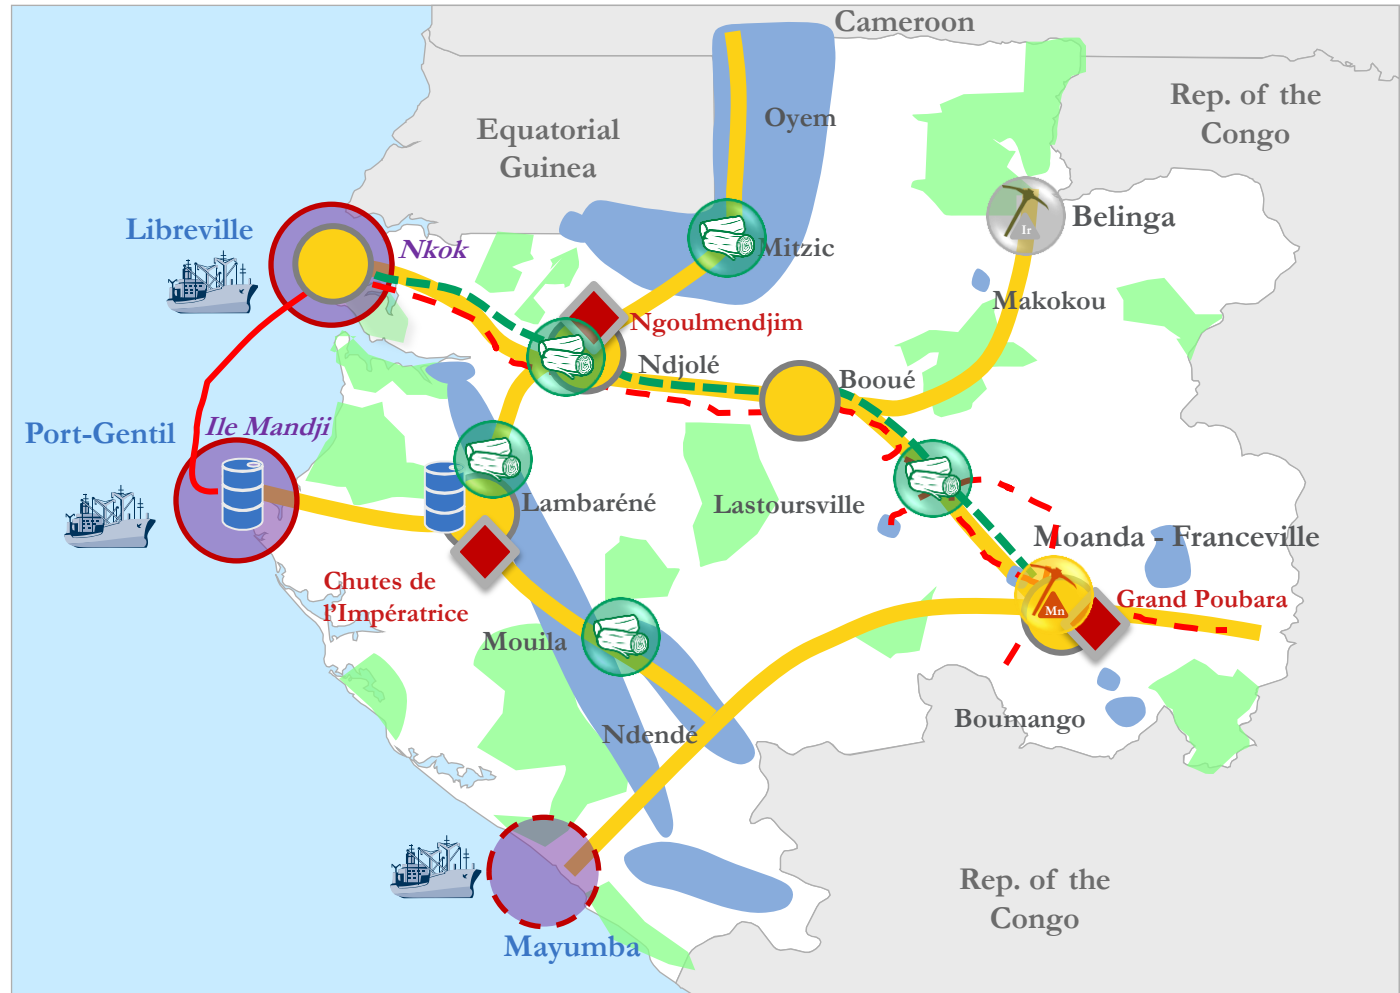 Cameroon
Rep. of the
Congo
Equatorial
Guinea
Oyem
Libreville
Nkok
Mitzic
Belinga
Ir
Makokou
Ngoulmendjim
Ndjolé
Booué
Port-Gentil
Ile Mandji
Lambaréné
Lastoursville
Moanda - Franceville
Chutes de
l'Impératrice
Mn
Grand Poubara
Mouila
Ndendé
Boumango
Rep. of the
Congo
Mayumba